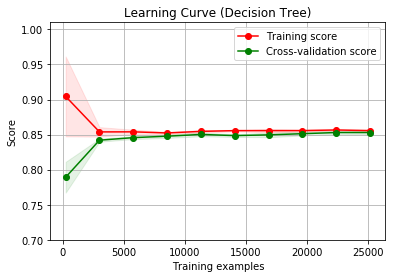 Learning Curve (Decision Tree)
Training score
Cross-validation score
1.00
0.95
0.90
0.85
0.80
0.75
0.70
Score
0
5000
10000
15000
20000
25000
Training examples